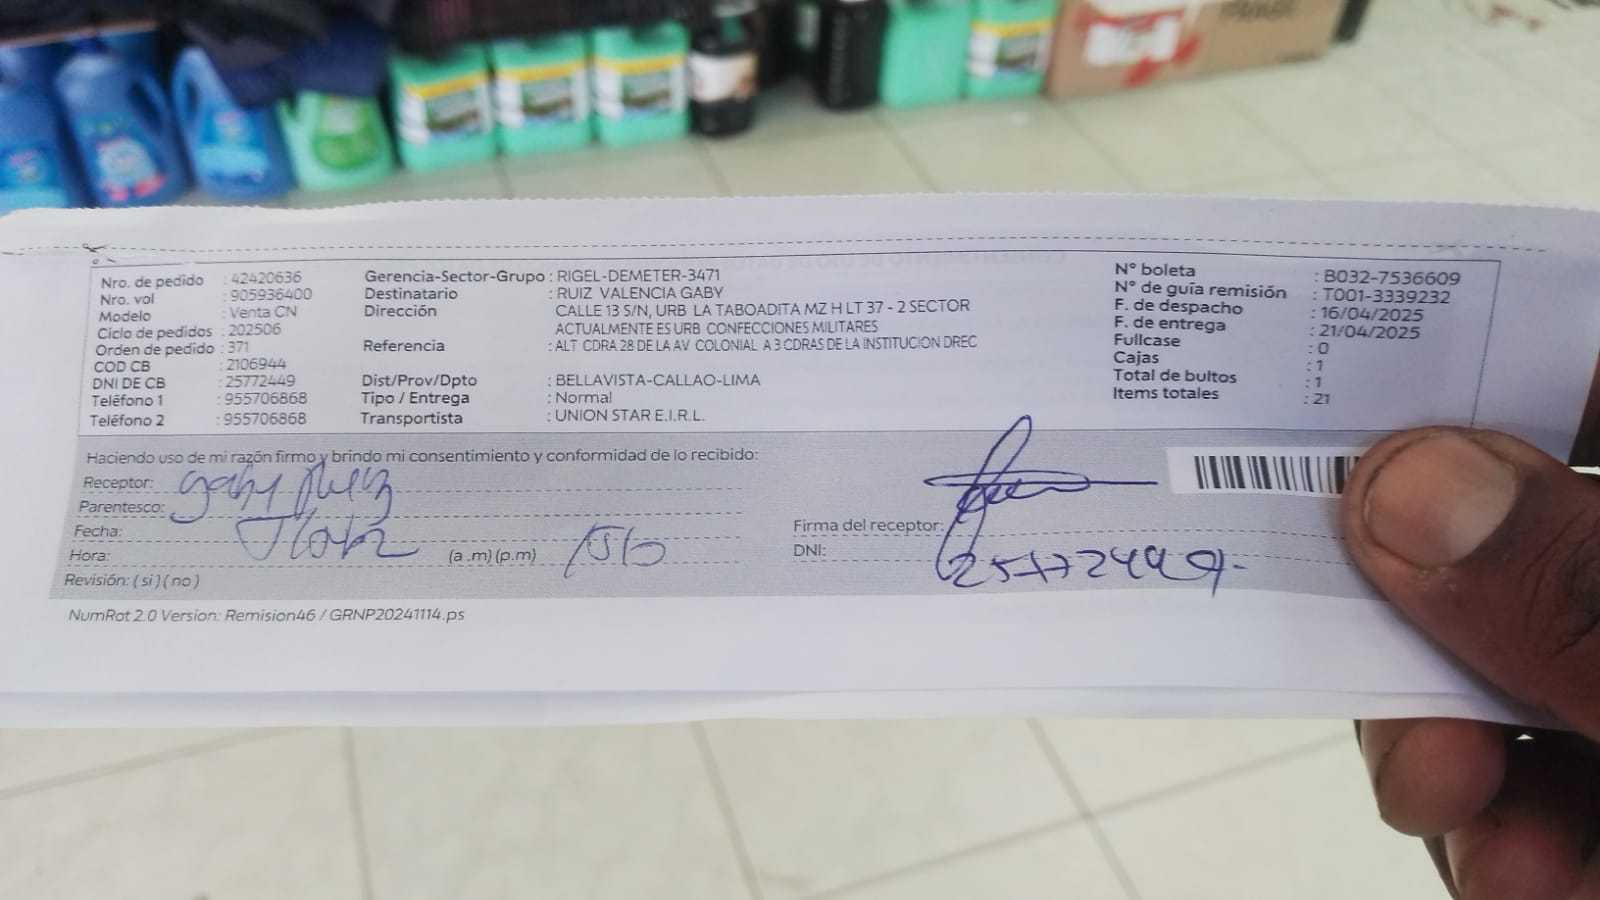 Nro. de pedido : 42420636
Nro. vol : 905936400
Modelo : Venta CN
Ciclo de pedidos : 202506
Orden de pedido : 371
COD CB : 2106944
DNI DE CB : 25772449
Teléfono 1 : 955706868
Teléfono 2 : 955706868
Gerencia-Sector-Grupo : RIGEL-DEMETER-3471
Destinatario : RUIZ VALENCIA GABY
Dirección : CALLE 13 S/N, URB LA TABOADITA MZ H LT 37 - 2 SECTOR
ACTUALMENTE ES URB CONFECCIONES MILITARES
Referencia : ALT CDRA 28 DE LA AV COLONIAL A 3 CDRAS DE LA INSTITUCION DREC
Dist/Prov/Dpto : BELLAVISTA-CALLAO-LIMA
Tipo / Entrega : Normal
Transportista : UNION STAR E.I.R.L.
N° boleta : B032-7536609
N° de guía remisión : T001-3339232
F. de despacho : 16/04/2025
F. de entrega : 21/04/2025
Fullcase : 0
Cajas : 1
Total de bultos : 1
Items totales : 21
Haciendo uso de mi razón firmo y brindo mi consentimiento y conformidad de lo recibido:
Receptor: Gaby Ruiz
Parentesco:
Fecha:
Hora: (a .m) (p.m)
Revisión: ( si ) ( no )
Firma del receptor:
DNI: 25772449-
NumRot 2.0 Version: Remision46 / GRNP20241114.ps